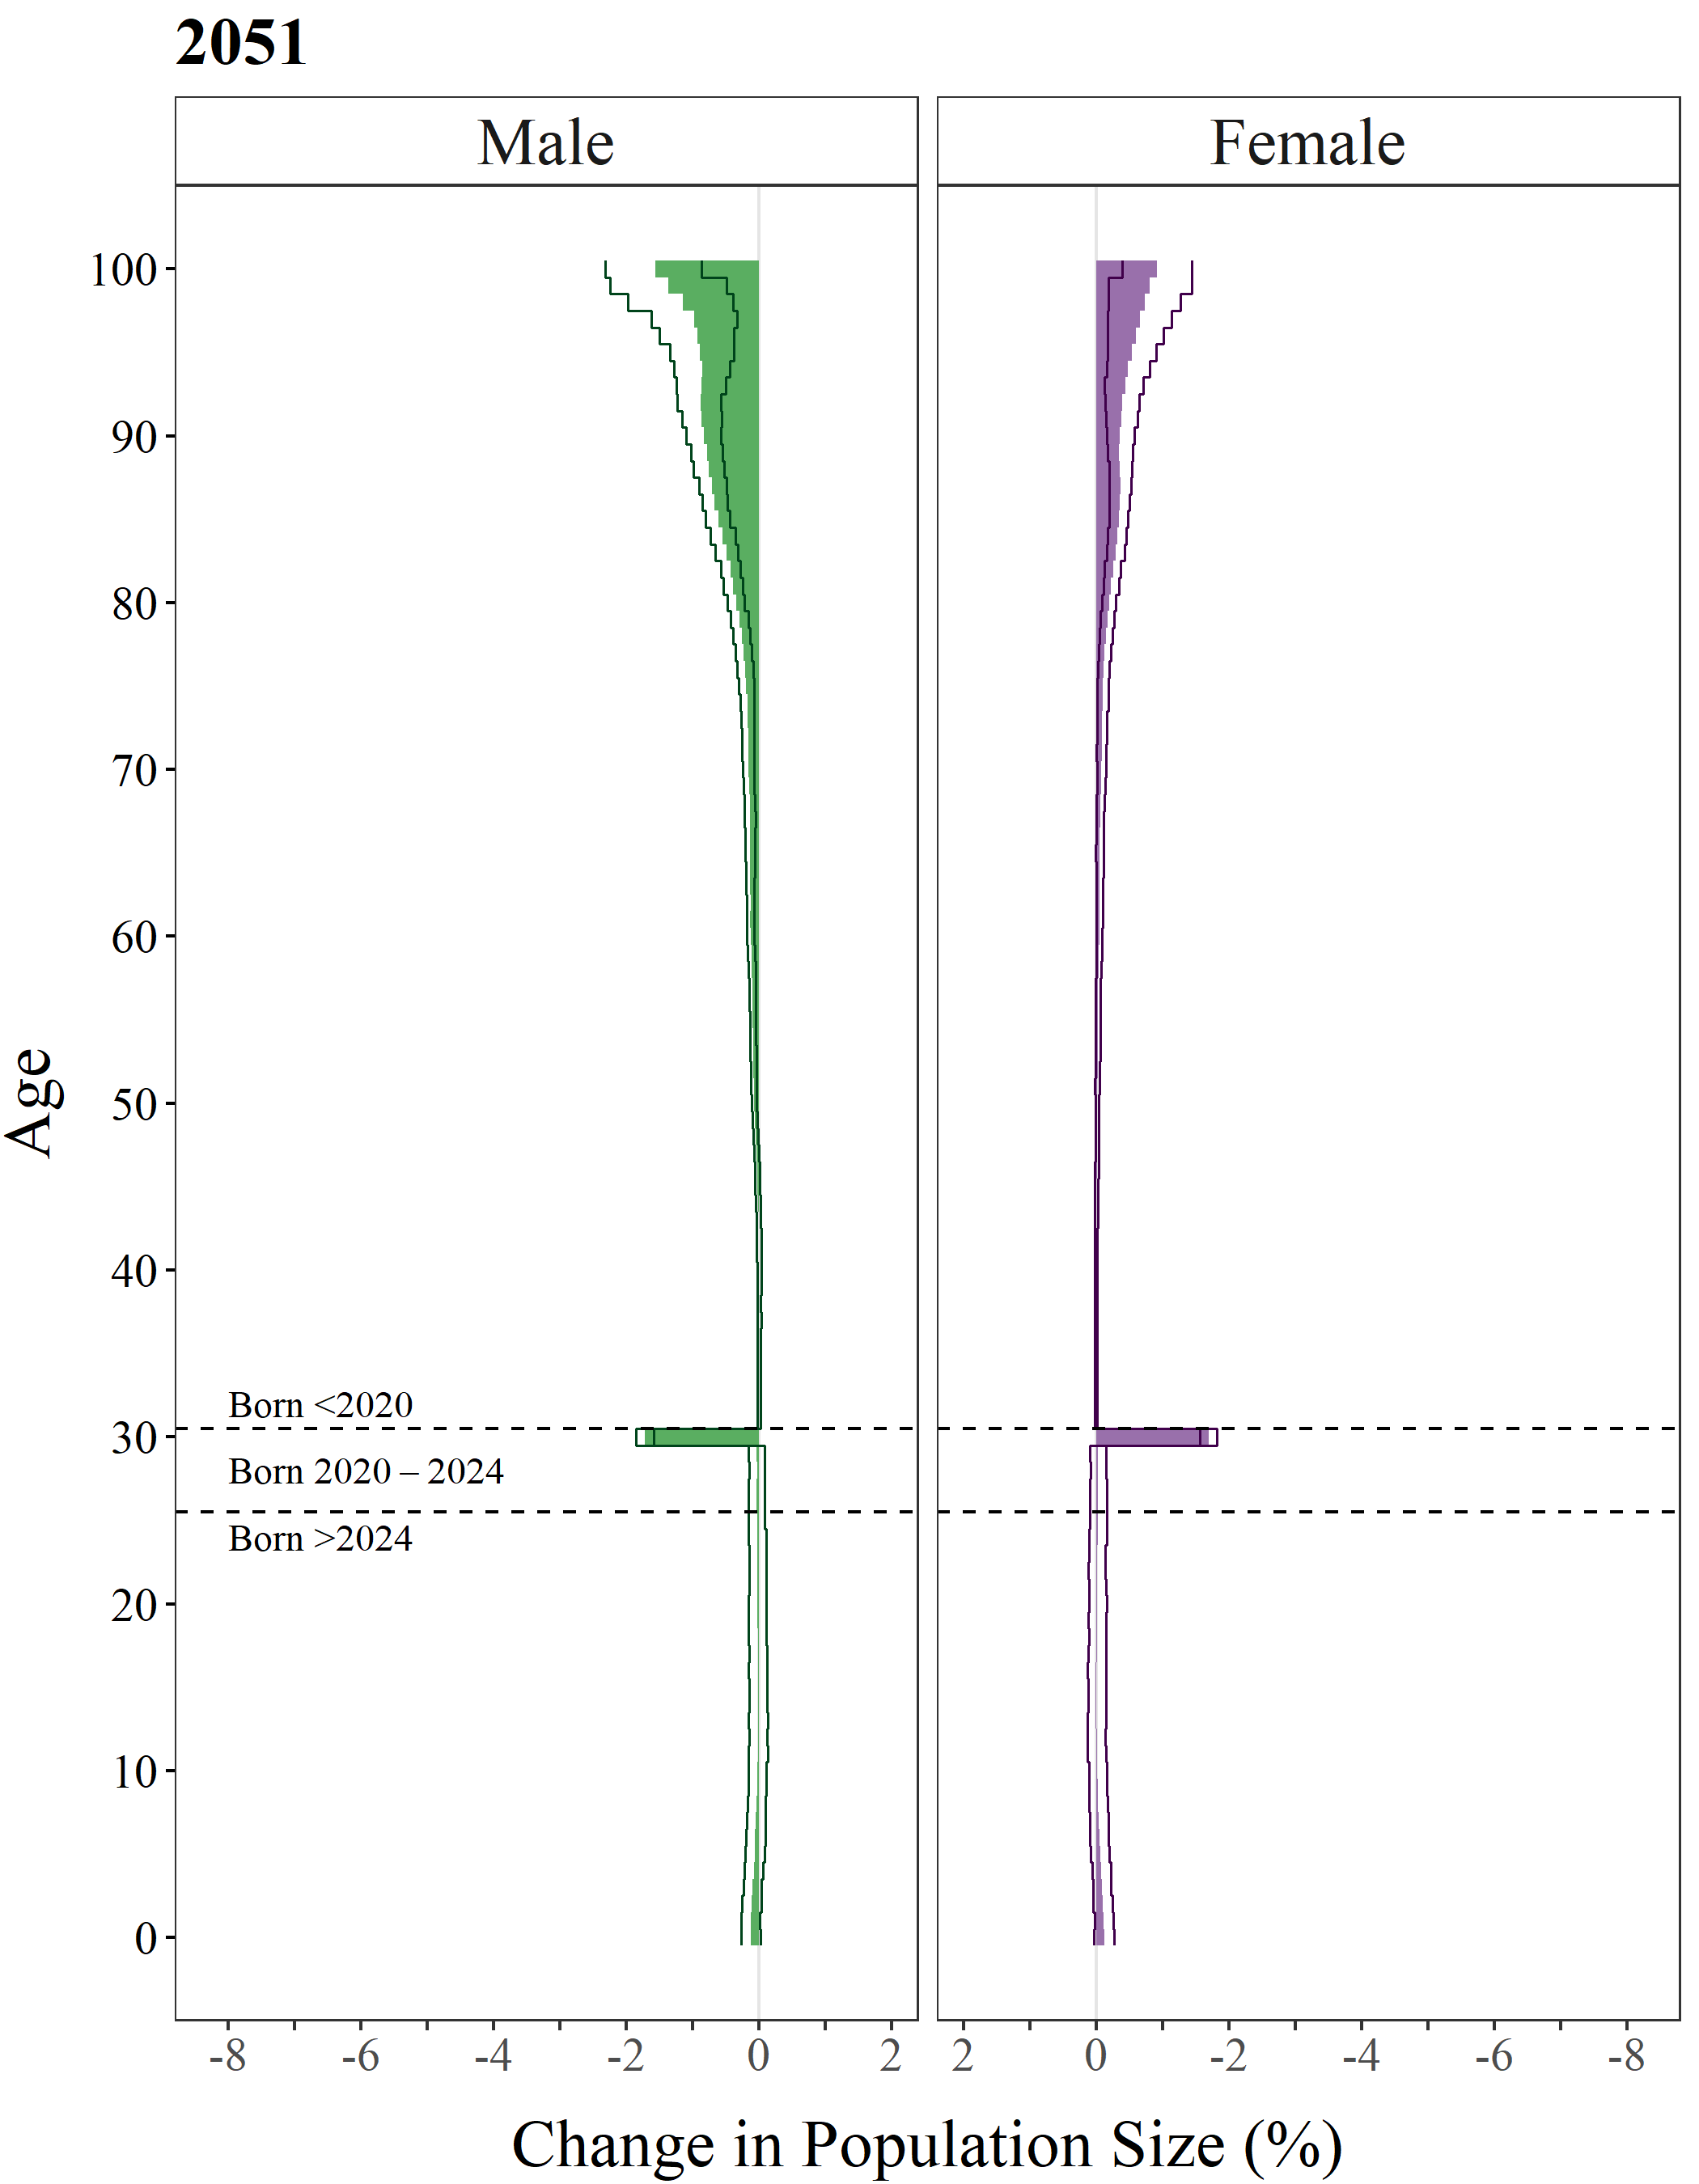 2051
Male
Female
100
90
80
70
60
50
40
30
20
10
0
Age
Born <2020
Born 2020 – 2024
Born >2024
-8 -6 -4 -2 0 2
2 0 -2 -4 -6 -8
Change in Population Size (%)